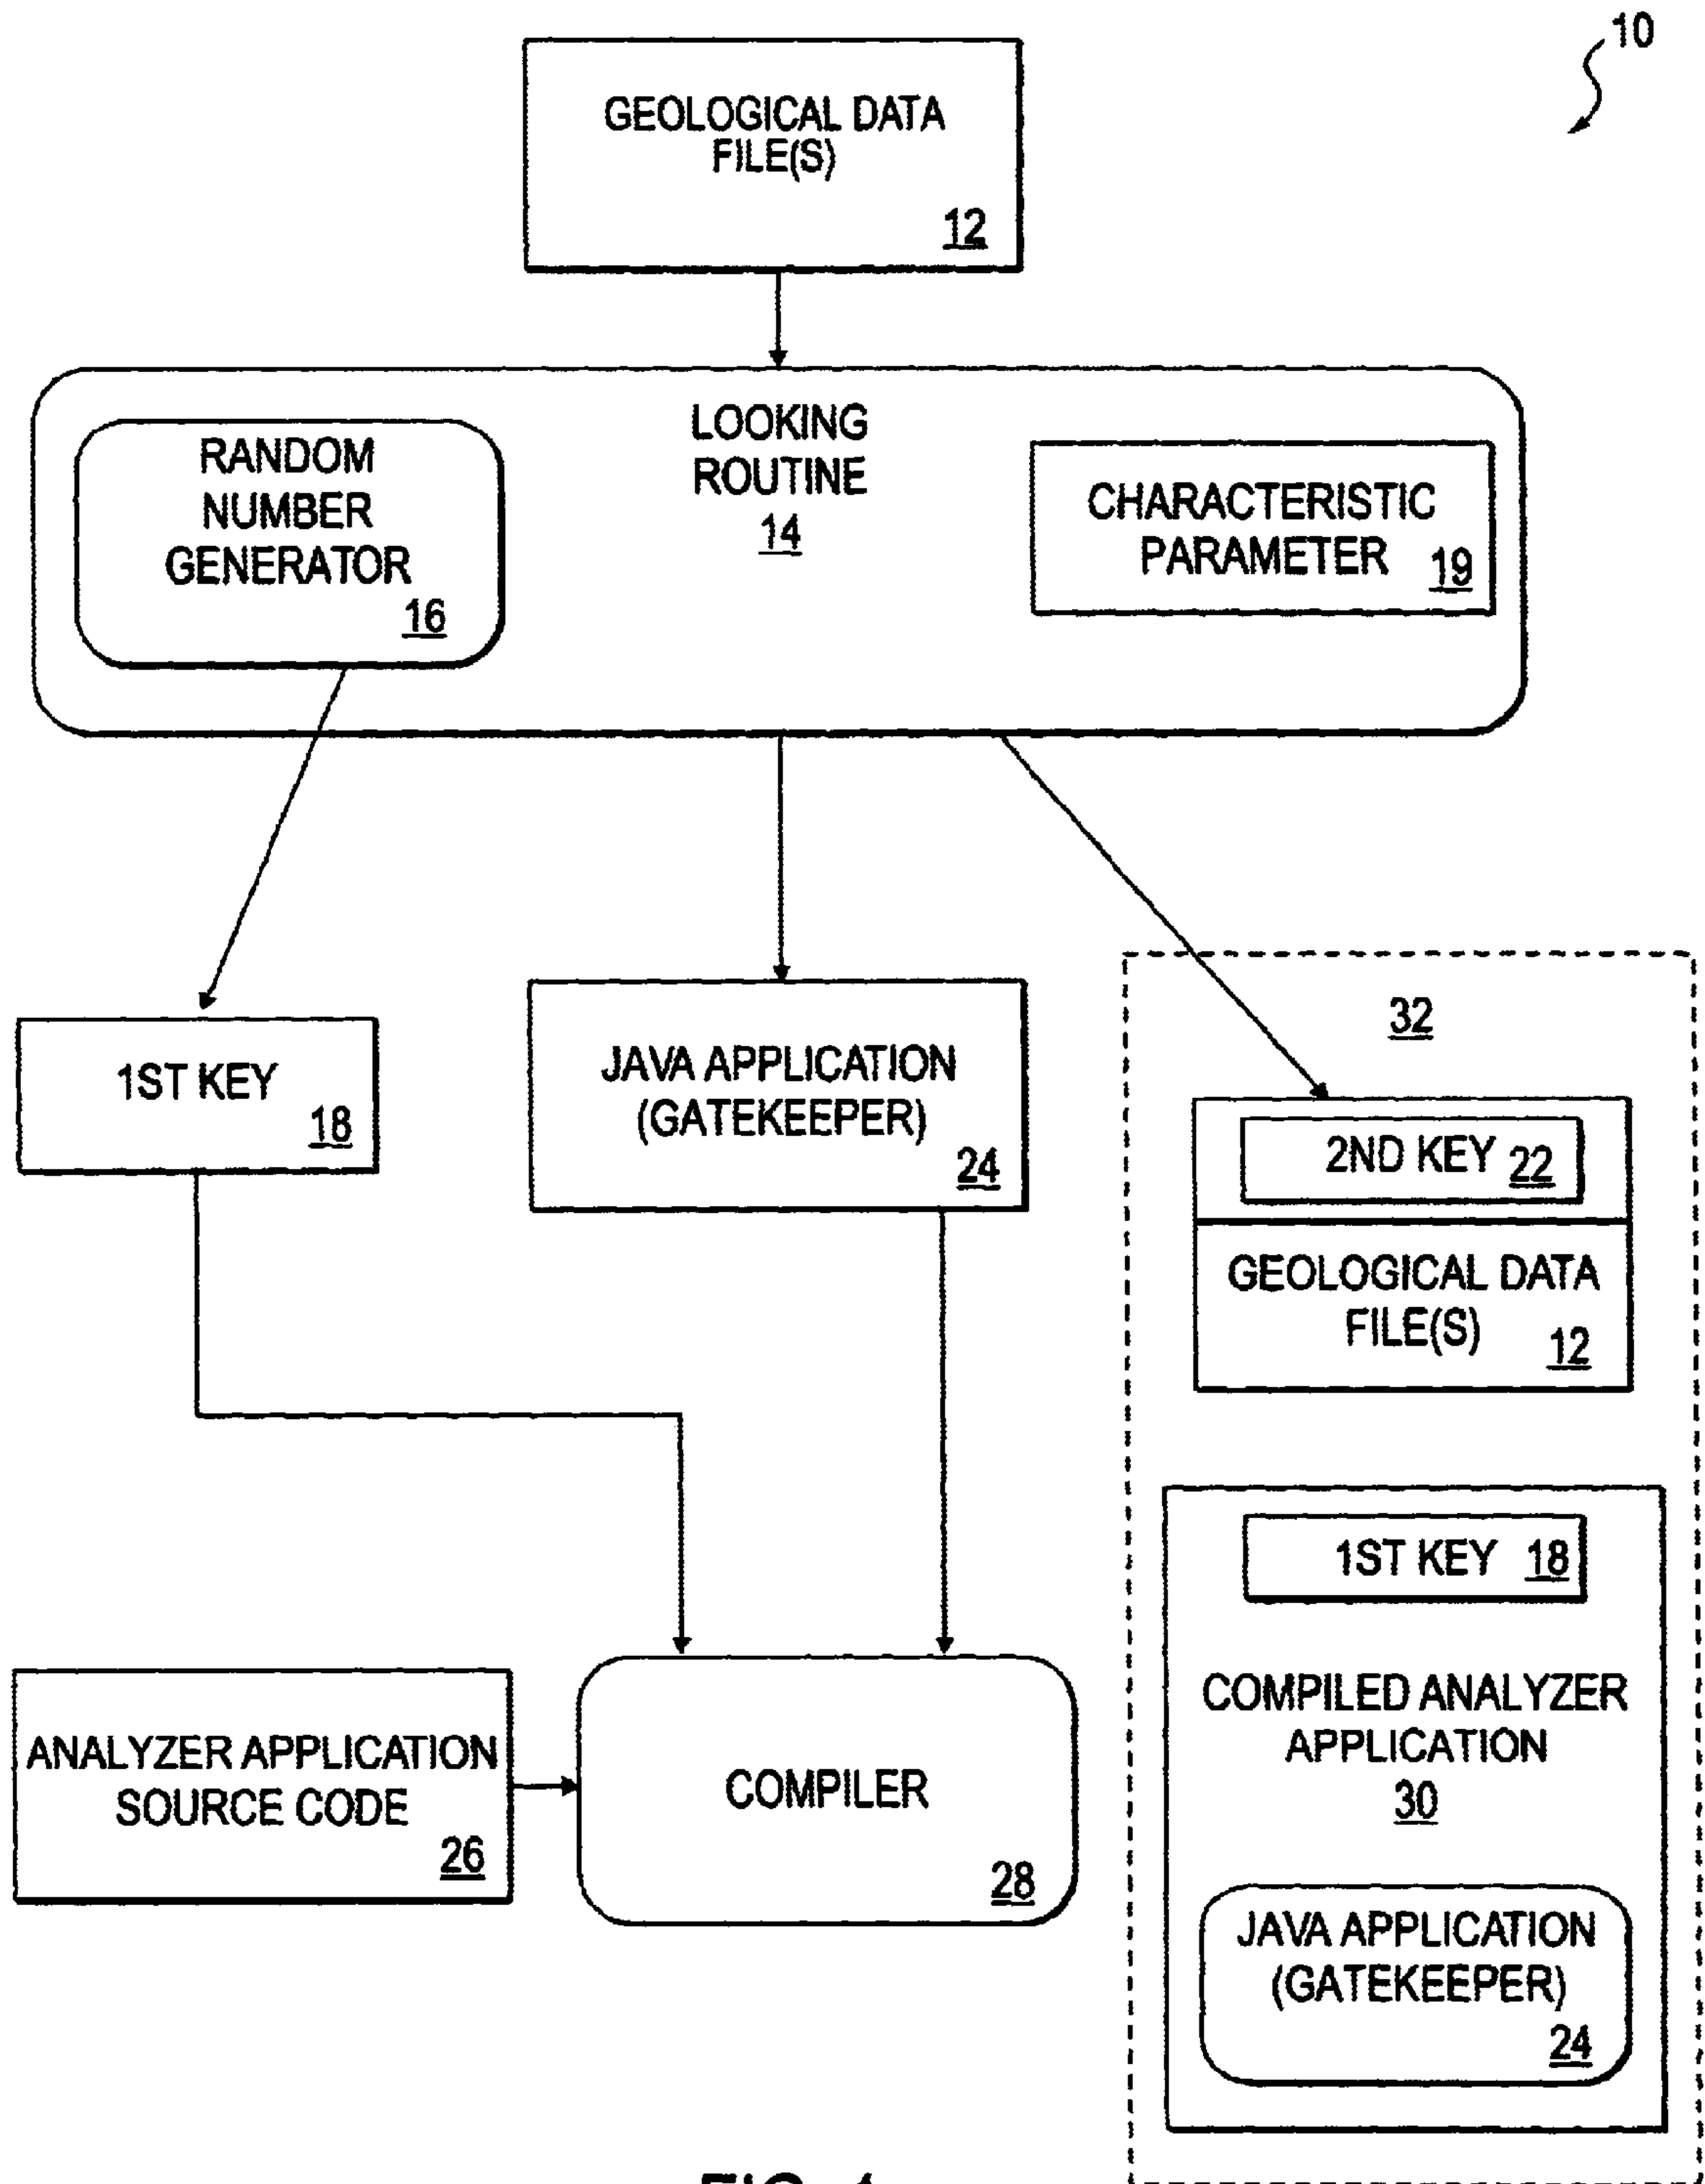 10
GEOLOGICAL DATA
FILE(S)
12
LOOKING
ROUTINE
14
RANDOM
NUMBER
GENERATOR
16
CHARACTERISTIC
PARAMETER
19
1ST KEY
18
JAVA APPLICATION
(GATEKEEPER)
24
32
2ND KEY 22
GEOLOGICAL DATA
FILE(S)
12
1ST KEY 18
COMPILED ANALYZER
APPLICATION
30
JAVA APPLICATION
(GATEKEEPER)
24
ANALYZER APPLICATION
SOURCE CODE
26
COMPILER
28